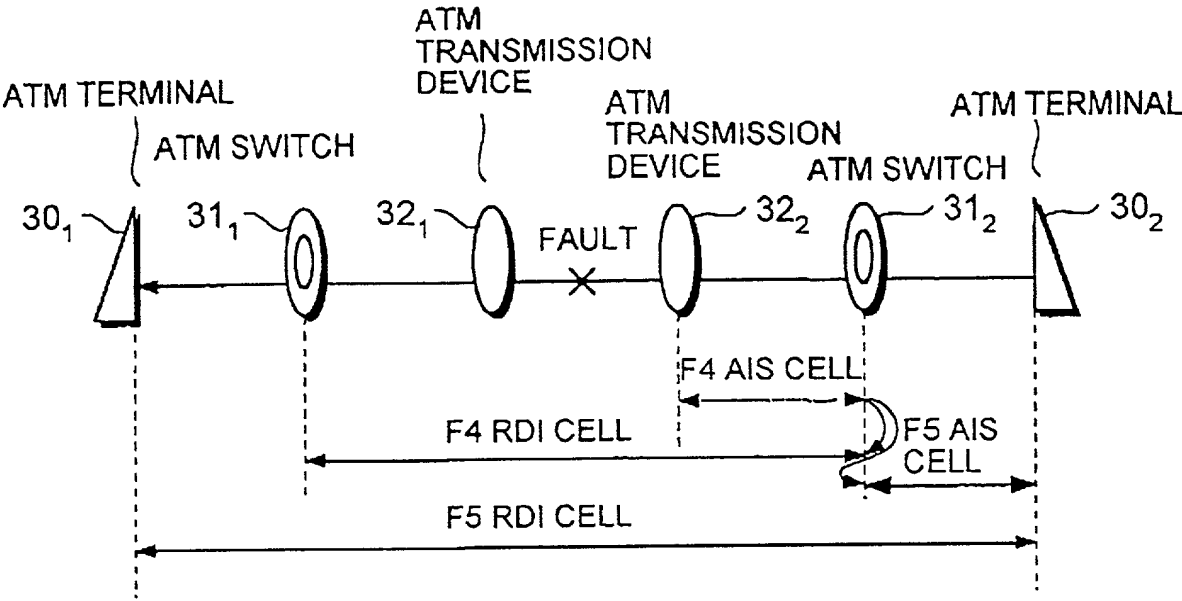 ATM
TRANSMISSION
DEVICE
ATM TERMINAL
ATM SWITCH
ATM
TRANSMISSION
DEVICE
ATM SWITCH
ATM TERMINAL
30₁
31₁
32₁
FAULT
32₂
31₂
30₂
F4 AIS CELL
F4 RDI CELL
F5 AIS
CELL
F5 RDI CELL